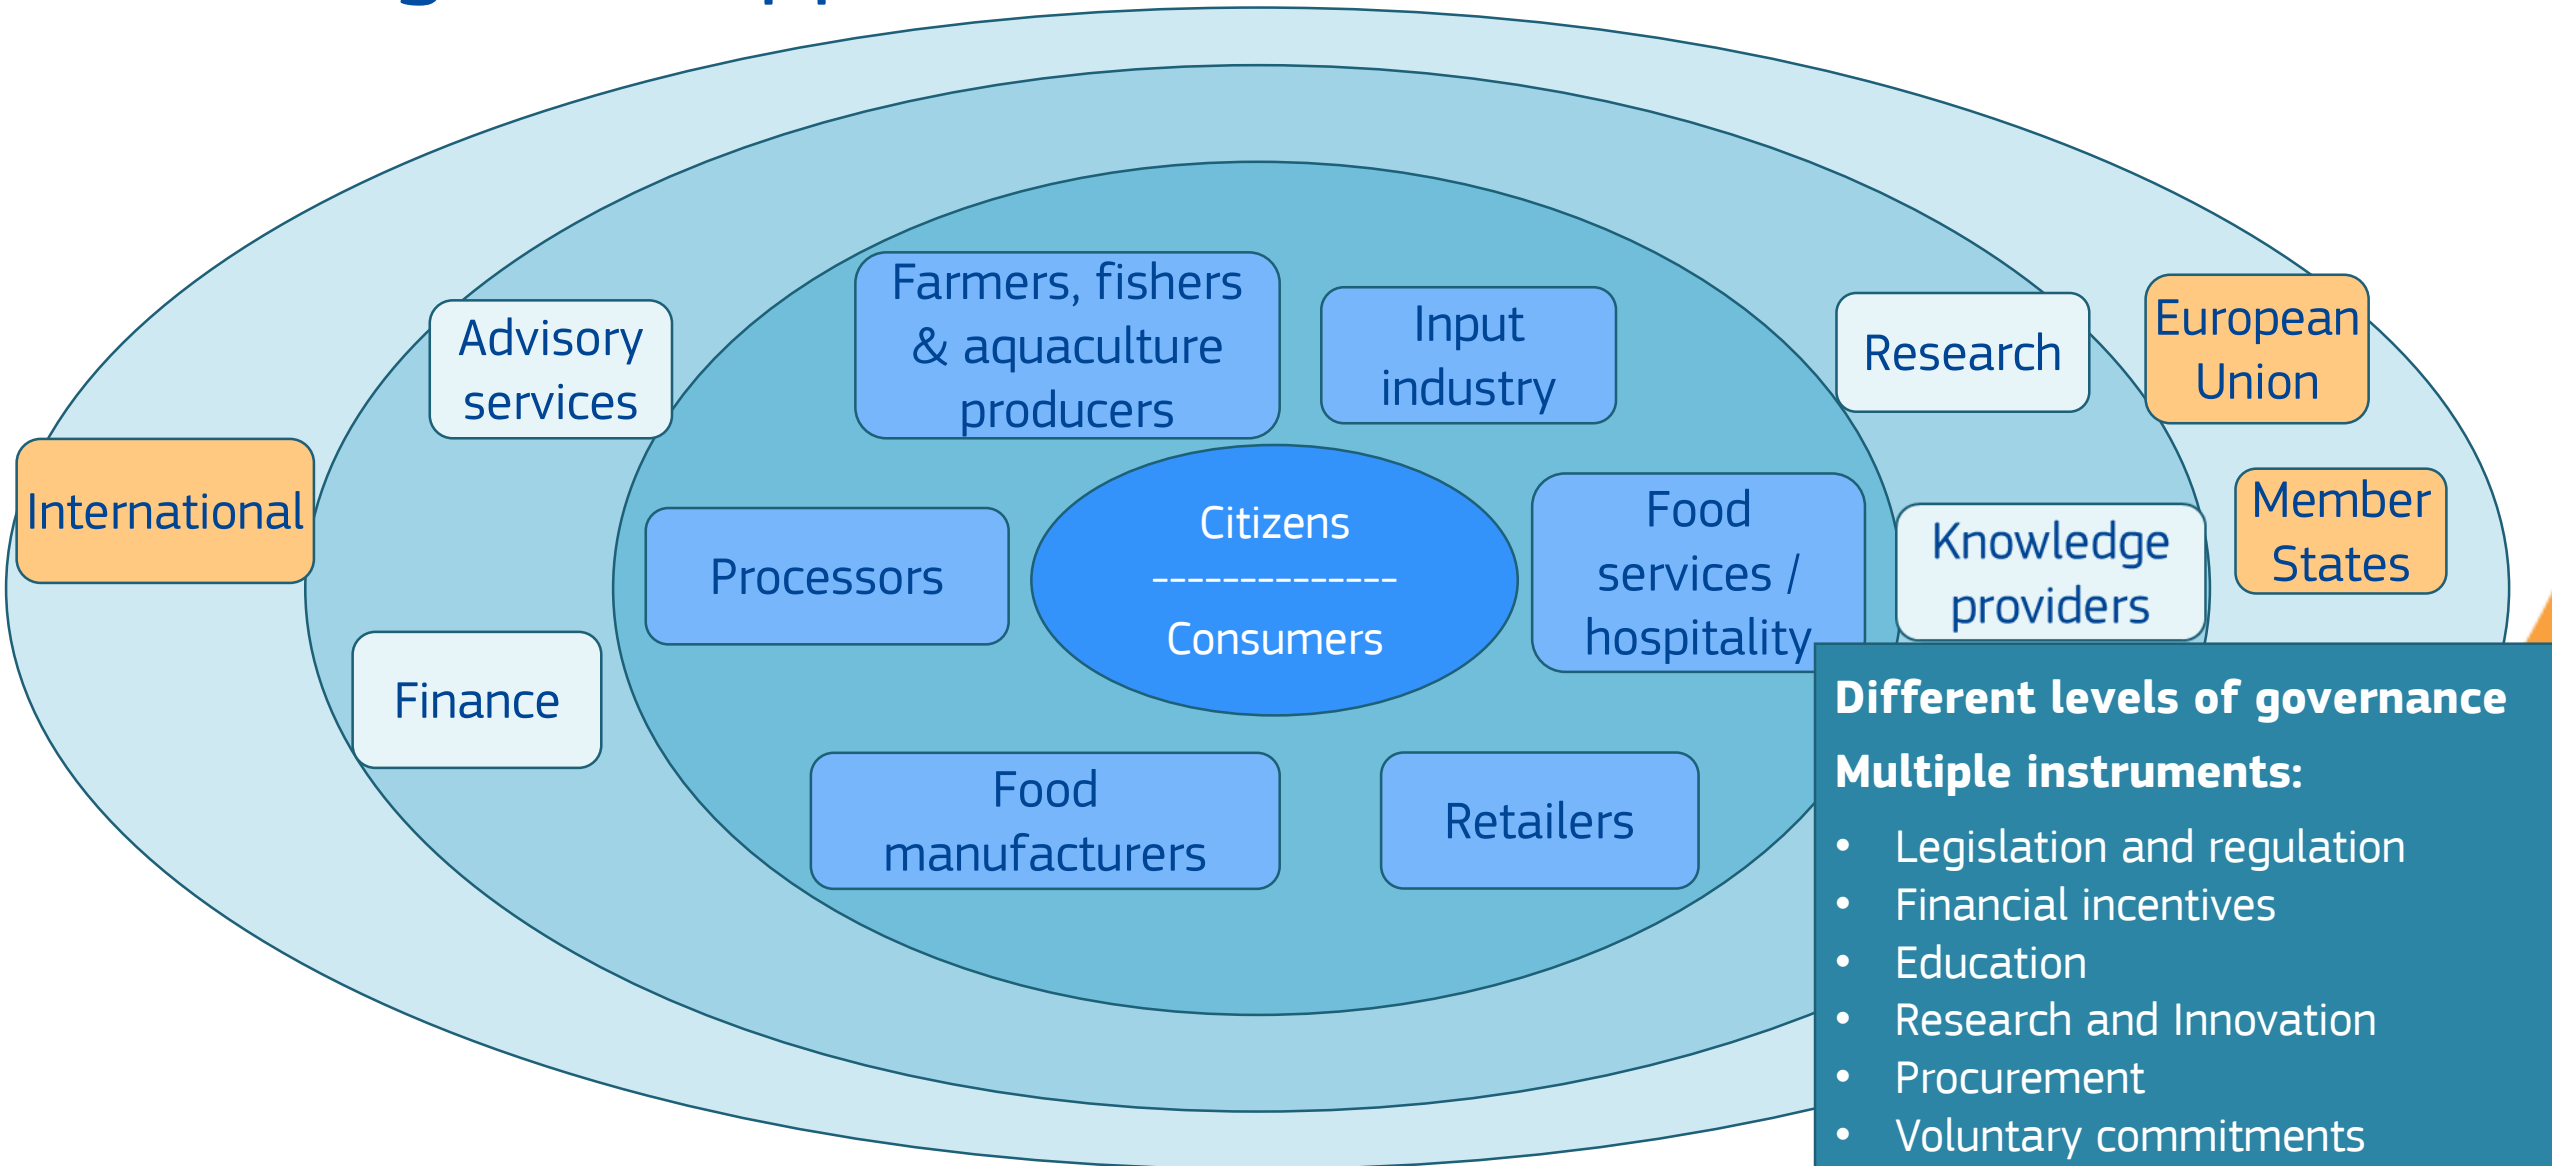 Farmers, fishers
& aquaculture
producers
Input
industry
Advisory
services
Research
European
Union
International
Member
States
Processors
Citizens
--------------
Consumers
Food
services /
hospitality
Knowledge
providers
Finance
Food
manufacturers
Retailers
Different levels of governance
Multiple instruments:
• Legislation and regulation
• Financial incentives
• Education
• Research and Innovation
• Procurement
• Voluntary commitments